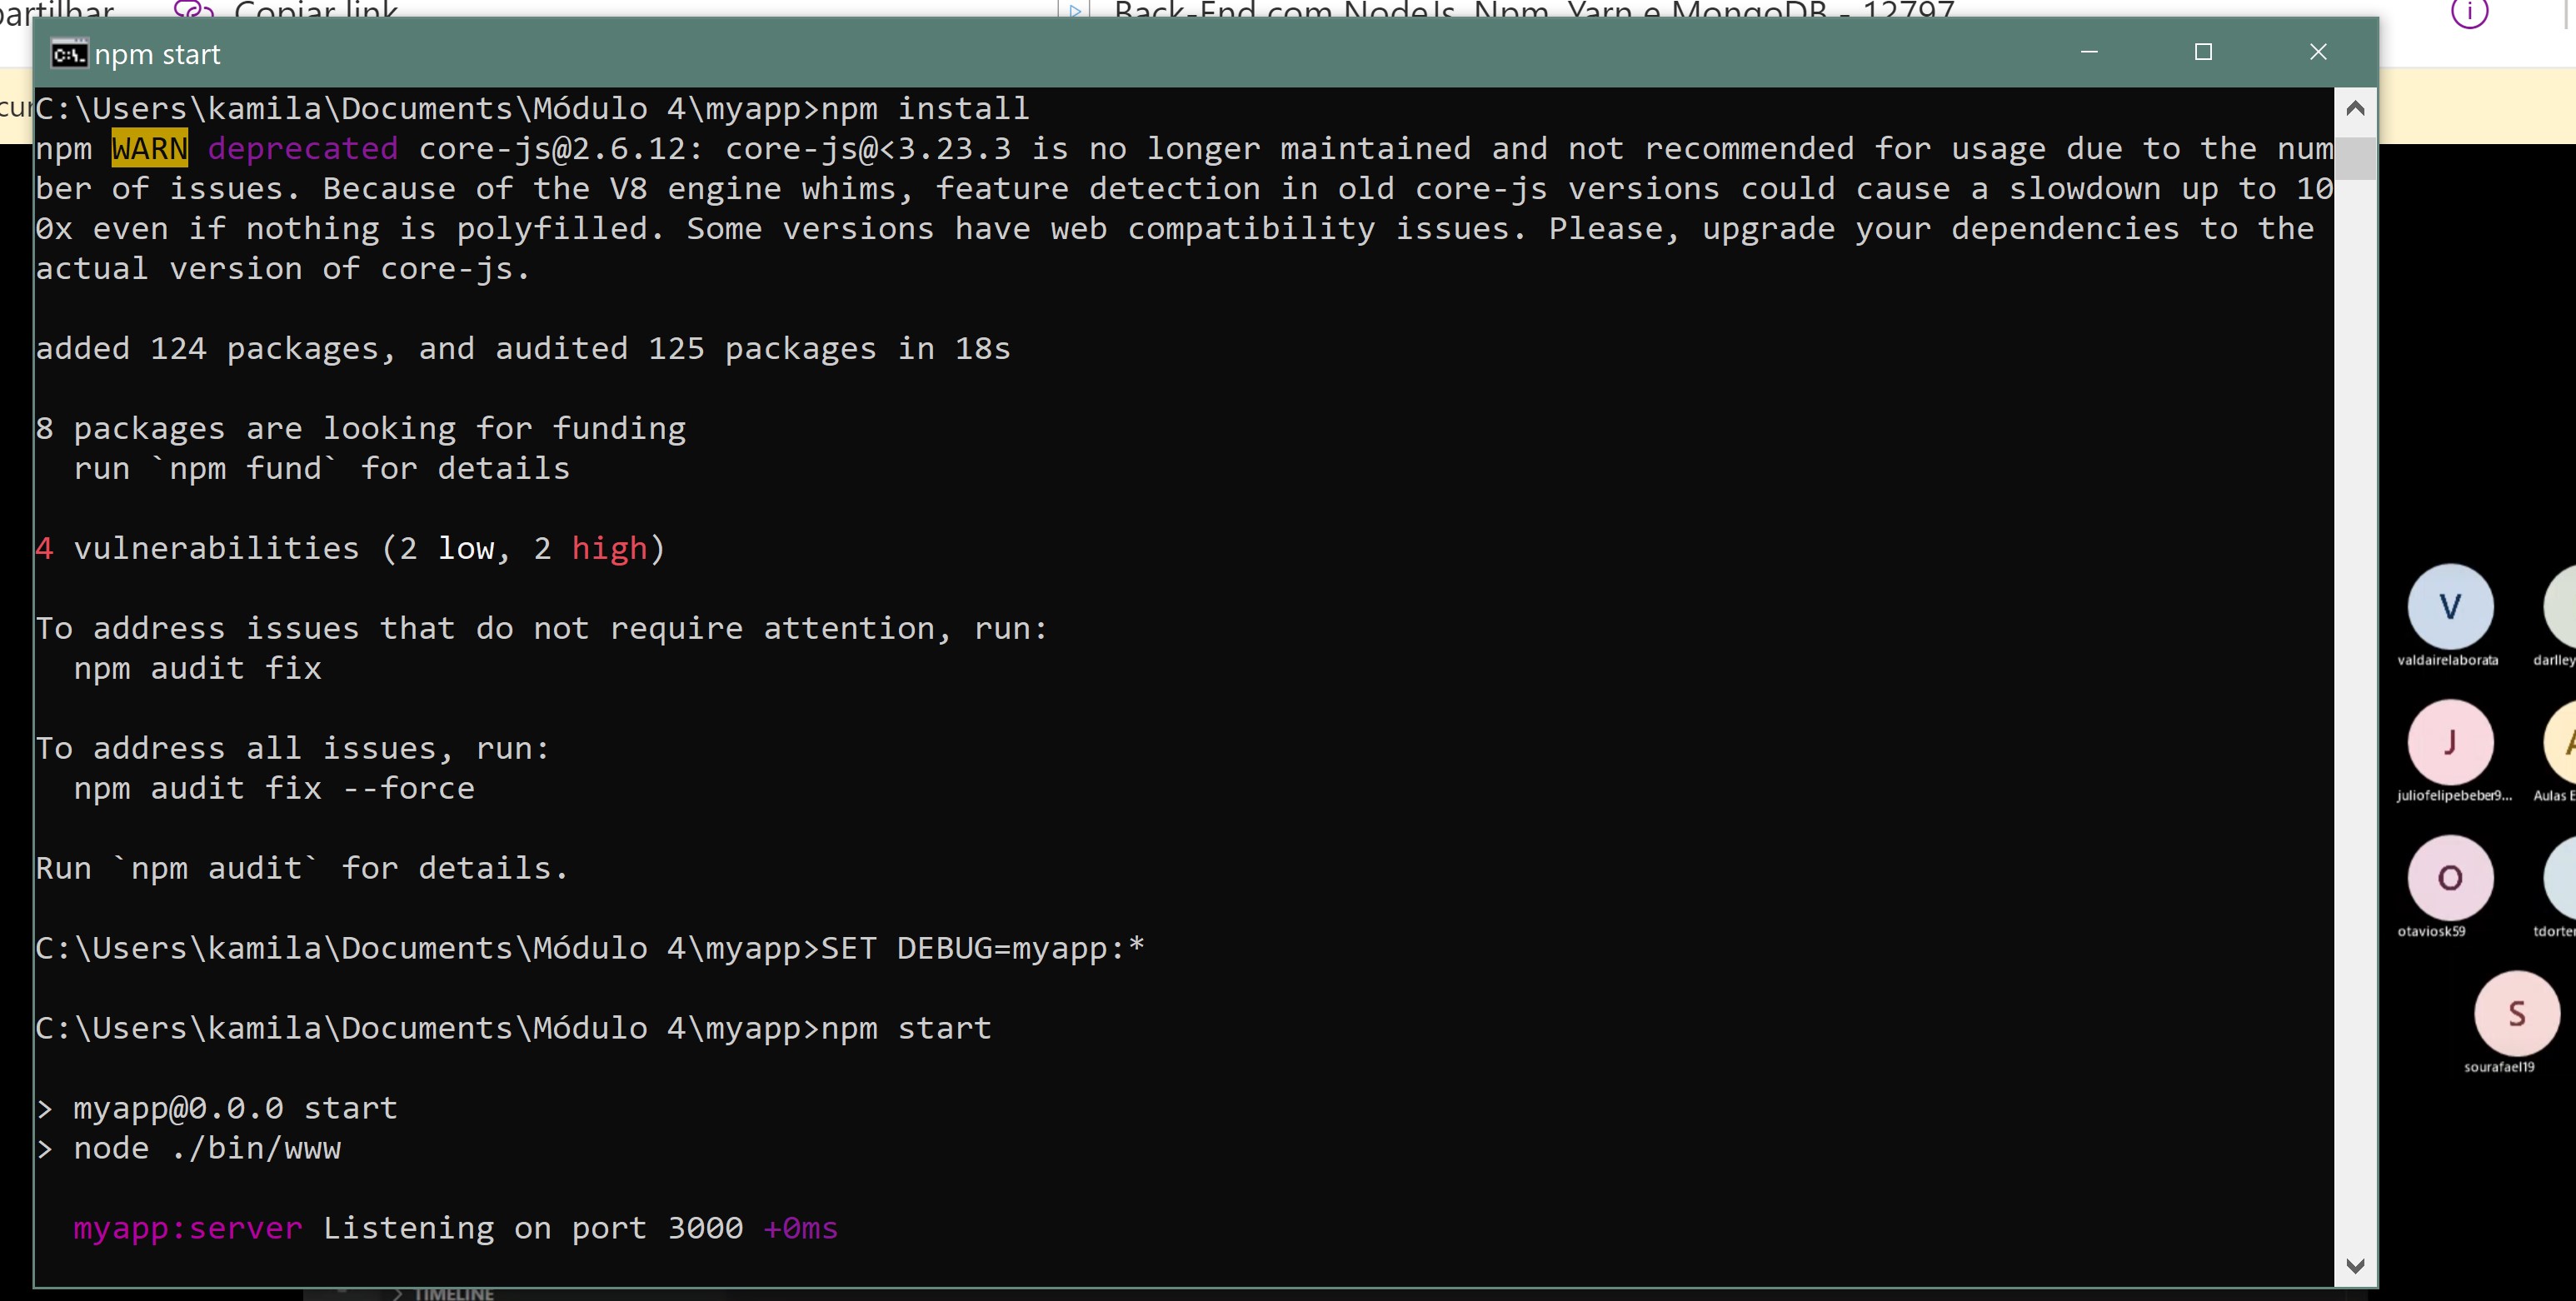 Copiar link
Back-End com NodeJs, Npm, Yarn e MongoDB - 12797
npm start
C:\Users\kamila\Documents\Módulo 4\myapp>npm install
npm WARN deprecated core-js@2.6.12: core-js@<3.23.3 is no longer maintained and not recommended for usage due to the num
ber of issues. Because of the V8 engine whims, feature detection in old core-js versions could cause a slowdown up to 10
0x even if nothing is polyfilled. Some versions have web compatibility issues. Please, upgrade your dependencies to the
actual version of core-js.
added 124 packages, and audited 125 packages in 18s
8 packages are looking for funding
run `npm fund` for details
4 vulnerabilities (2 low, 2 high)
To address issues that do not require attention, run:
npm audit fix
To address all issues, run:
npm audit fix --force
Run `npm audit` for details.
C:\Users\kamila\Documents\Módulo 4\myapp>SET DEBUG=myapp:*
C:\Users\kamila\Documents\Módulo 4\myapp>npm start
> myapp@0.0.0 start
> node ./bin/www
myapp:server Listening on port 3000 +0ms
V
valdairelaborata
darlley
J
A
juliofelipebeber9...
Aulas E
O
otaviosk59
tdorte
S
sourafael19
> TIMELINE